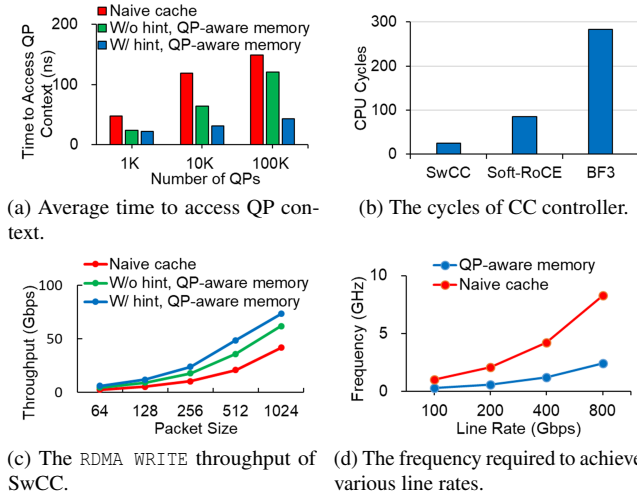 Naive cache
W/o hint, QP-aware memory
W/ hint, QP-aware memory
Time to Access QP
Context (ns)
200
100
0
1K
10K
100K
Number of QPs
(a) Average time to access QP con-
text.
CPU Cycles
300
200
100
0
SwCC
Soft-RoCE
BF3
(b) The cycles of CC controller.
Naive cache
W/o hint, QP-aware memory
W/ hint, QP-aware memory
Throughput (Gbps)
100
50
0
64
128
256
512
1024
Packet Size
(c) The RDMA WRITE throughput of
SwCC.
QP-aware memory
Naive cache
Frequency (GHz)
10
5
0
100
200
400
800
Line Rate (Gbps)
(d) The frequency required to achieve
various line rates.